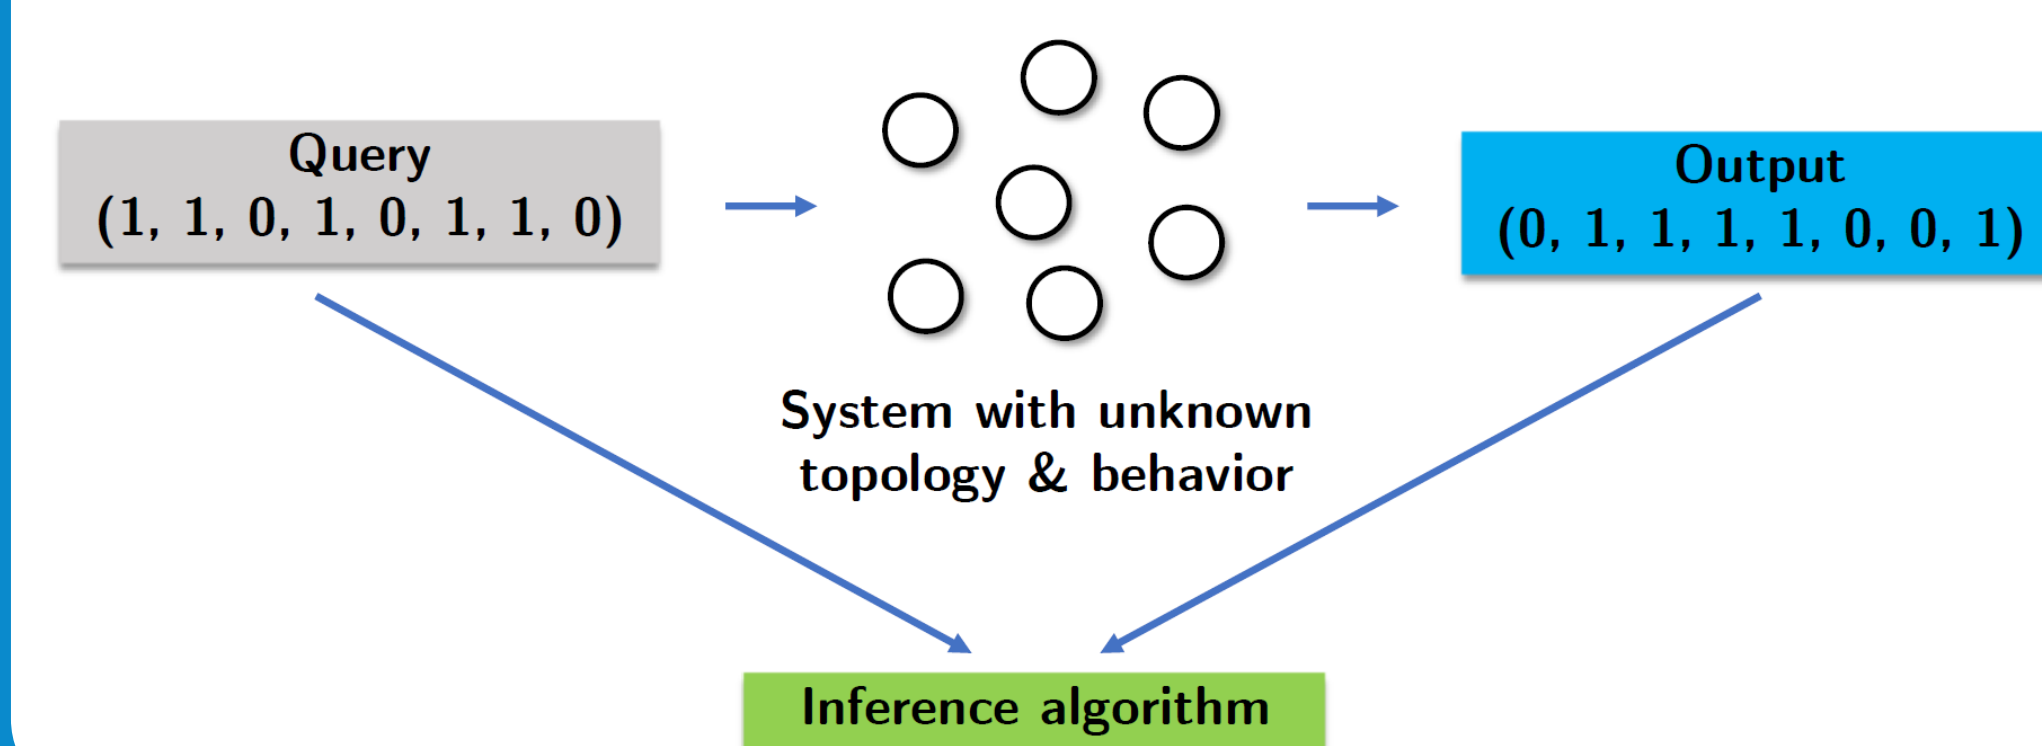 Query
(1, 1, 0, 1, 0, 1, 1, 0)
Output
(0, 1, 1, 1, 1, 0, 0, 1)
System with unknown
topology & behavior
Inference algorithm